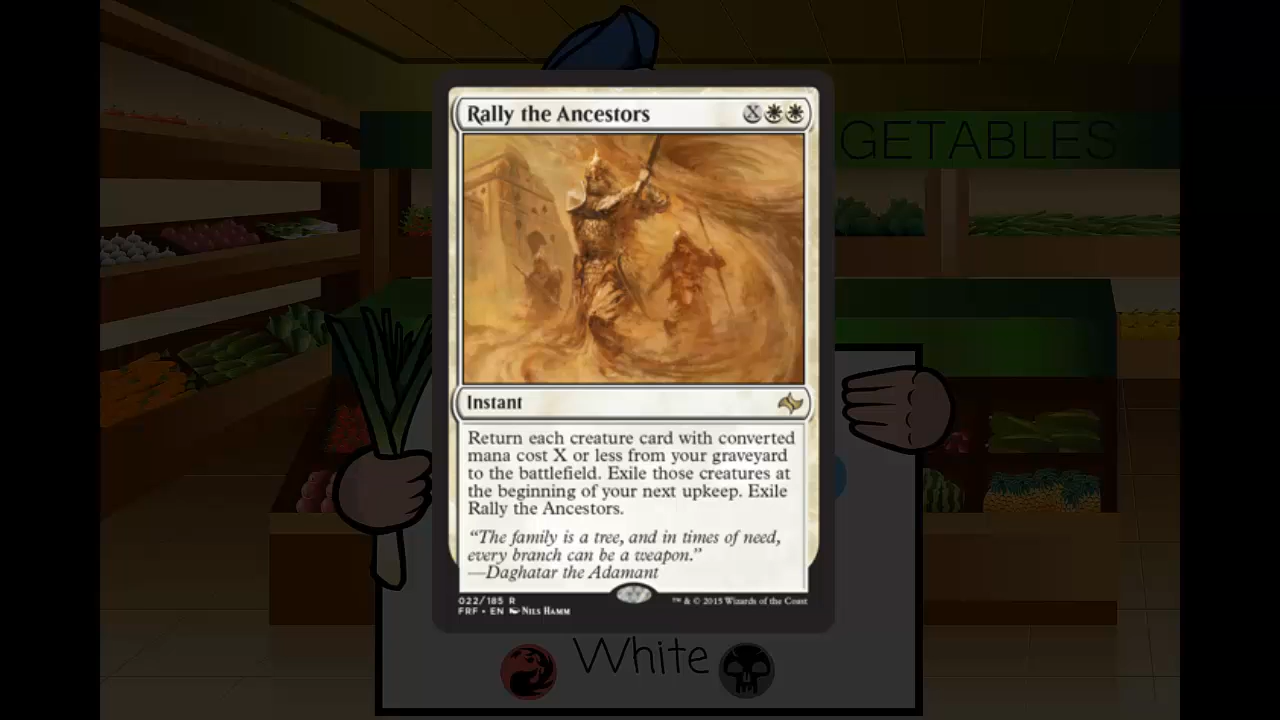 Rally the Ancestors X
GETABLES
Instant
Return each creature card with converted
mana cost X or less from your graveyard
to the battlefield. Exile those creatures at
the beginning of your next upkeep. Exile
Rally the Ancestors.
“The family is a tree, and in times of need,
every branch can be a weapon.”
—Daghatar the Adamant
022/185 R
FRF • EN Nils Hamm
™ & © 2015 Wizards of the Coast
White